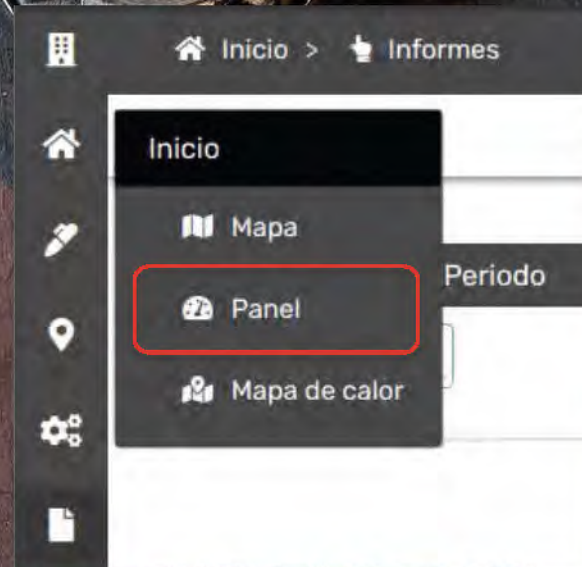 Inicio > Informes
Inicio
Mapa
Periodo
Panel
Mapa de calor